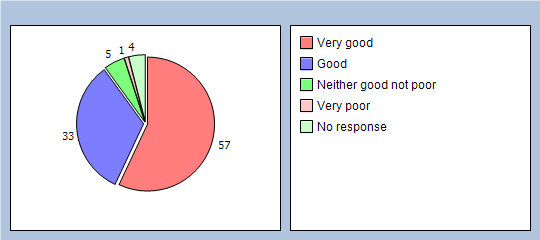 5 1 4
33
57
Very good
Good
Neither good not poor
Very poor
No response